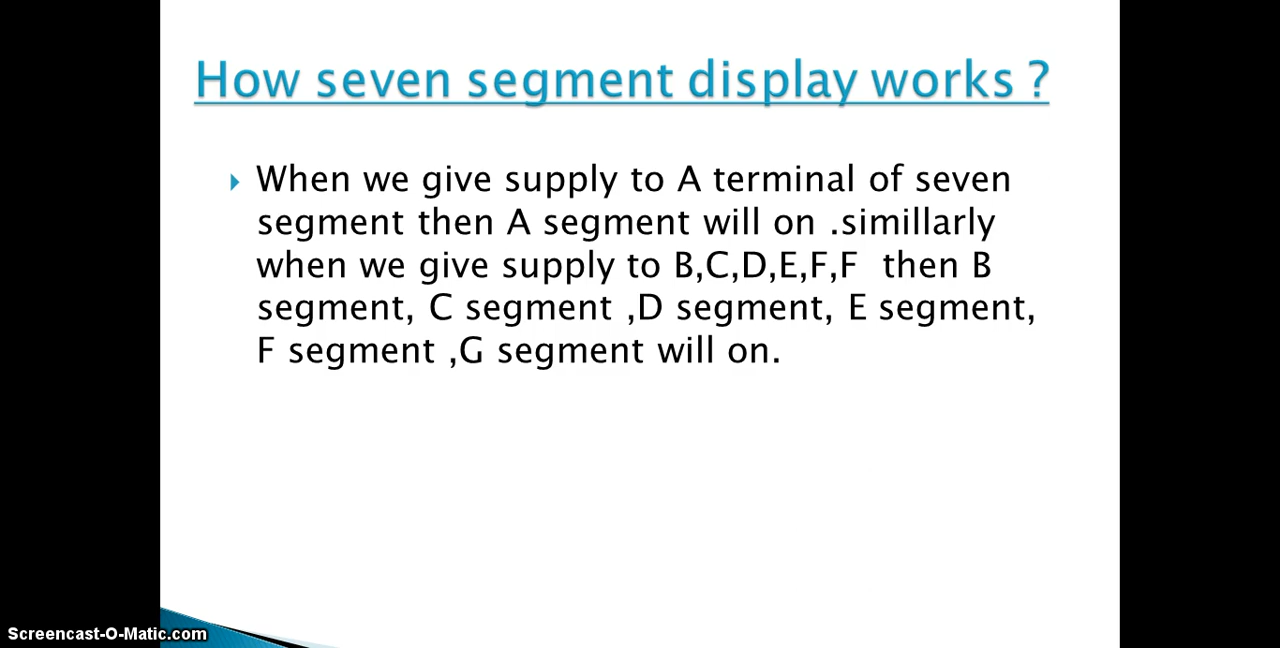 How seven segment display works ?
When we give supply to A terminal of seven
segment then A segment will on .simillarly
when we give supply to B,C,D,E,F,F  then B
segment, C segment ,D segment, E segment,
F segment ,G segment will on.
Screencast-O-Matic.com